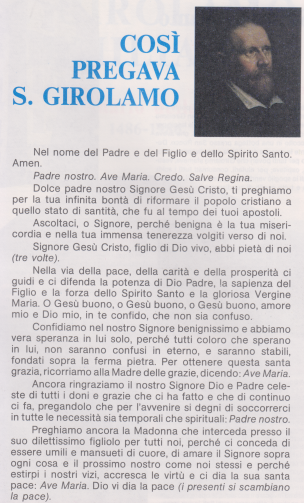 COSÌ
PREGAVA
S. GIROLAMO
Nel nome del Padre e del Figlio e dello Spirito Santo.
Amen.
Padre nostro. Ave Maria. Credo. Salve Regina.
Dolce padre nostro Signore Gesù Cristo, ti preghiamo
per la tua infinita bontà di riformare il popolo cristiano a
quello stato di santità, che fu al tempo dei tuoi apostoli.
Ascoltaci, o Signore, perché benigna è la tua miseri-
cordia e nella tua immensa tenerezza volgiti verso di noi.
Signore Gesù Cristo, figlio di Dio vivo, abbi pietà di noi
(tre volte).
Nella via della pace, della carità e della prosperità ci
guidi e ci difenda la potenza di Dio Padre, la sapienza del
Figlio e la forza dello Spirito Santo e la gloriosa Vergine
Maria. O Gesù buono, o Gesù buono, o Gesù buono, amore
mio e Dio mio, in te confido, che non sia confuso.
Confidiamo nel nostro Signore benignissimo e abbiamo
vera speranza in lui solo, perché tutti coloro che sperano
in lui, non saranno confusi in eterno, e saranno stabili,
fondati sopra la ferma pietra. Per ottenere questa santa
grazia, ricorriamo alla Madre delle grazie, dicendo: Ave Maria.
Ancora ringraziamo il nostro Signore Dio e Padre cele-
ste di tutti i doni e grazie che ci ha fatto e che di continuo
ci fa, pregandolo che per l'avvenire si degni di soccorrerci
in tutte le necessità sia temporali che spirituali: Padre nostro.
Preghiamo ancora la Madonna che interceda presso il
suo dilettissimo figliolo per tutti noi, perché ci conceda di
essere umili e mansueti di cuore, di amare il Signore sopra
ogni cosa e il prossimo nostro come noi stessi e perché
estirpi i nostri vizi, accresca le virtù e ci dia la sua santa
pace: Ave Maria. Dio vi dia la pace (i presenti si scambiano
la pace).